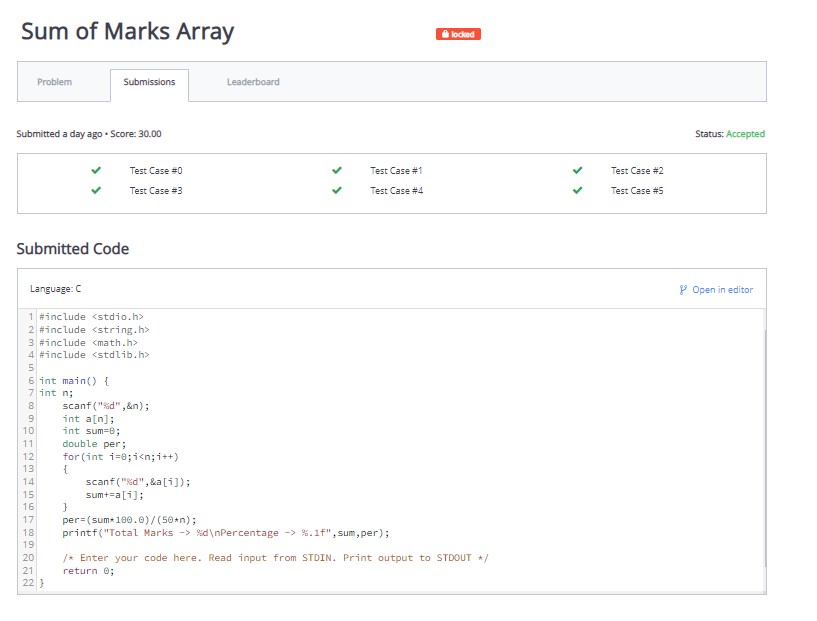 Sum of Marks Array
locked
Problem
Submissions
Leaderboard
Submitted a day ago • Score: 30.00
Status: Accepted
Test Case #0
Test Case #1
Test Case #2
Test Case #3
Test Case #4
Test Case #5
Submitted Code
Language: C
Open in editor
1 #include <stdio.h>
2 #include <string.h>
3 #include <math.h>
4 #include <stdlib.h>
5
6 int main() {
7 int n;
8     scanf("%d",&n);
9     int a[n];
10     int sum=0;
11     double per;
12     for(int i=0;i<n;i++)
13     {
14         scanf("%d",&a[i]);
15         sum+=a[i];
16     }
17     per=(sum*100.0)/(50*n);
18     printf("Total Marks -> %d\nPercentage -> %.1f",sum,per);
19
20     /* Enter your code here. Read input from STDIN. Print output to STDOUT */
21     return 0;
22 }